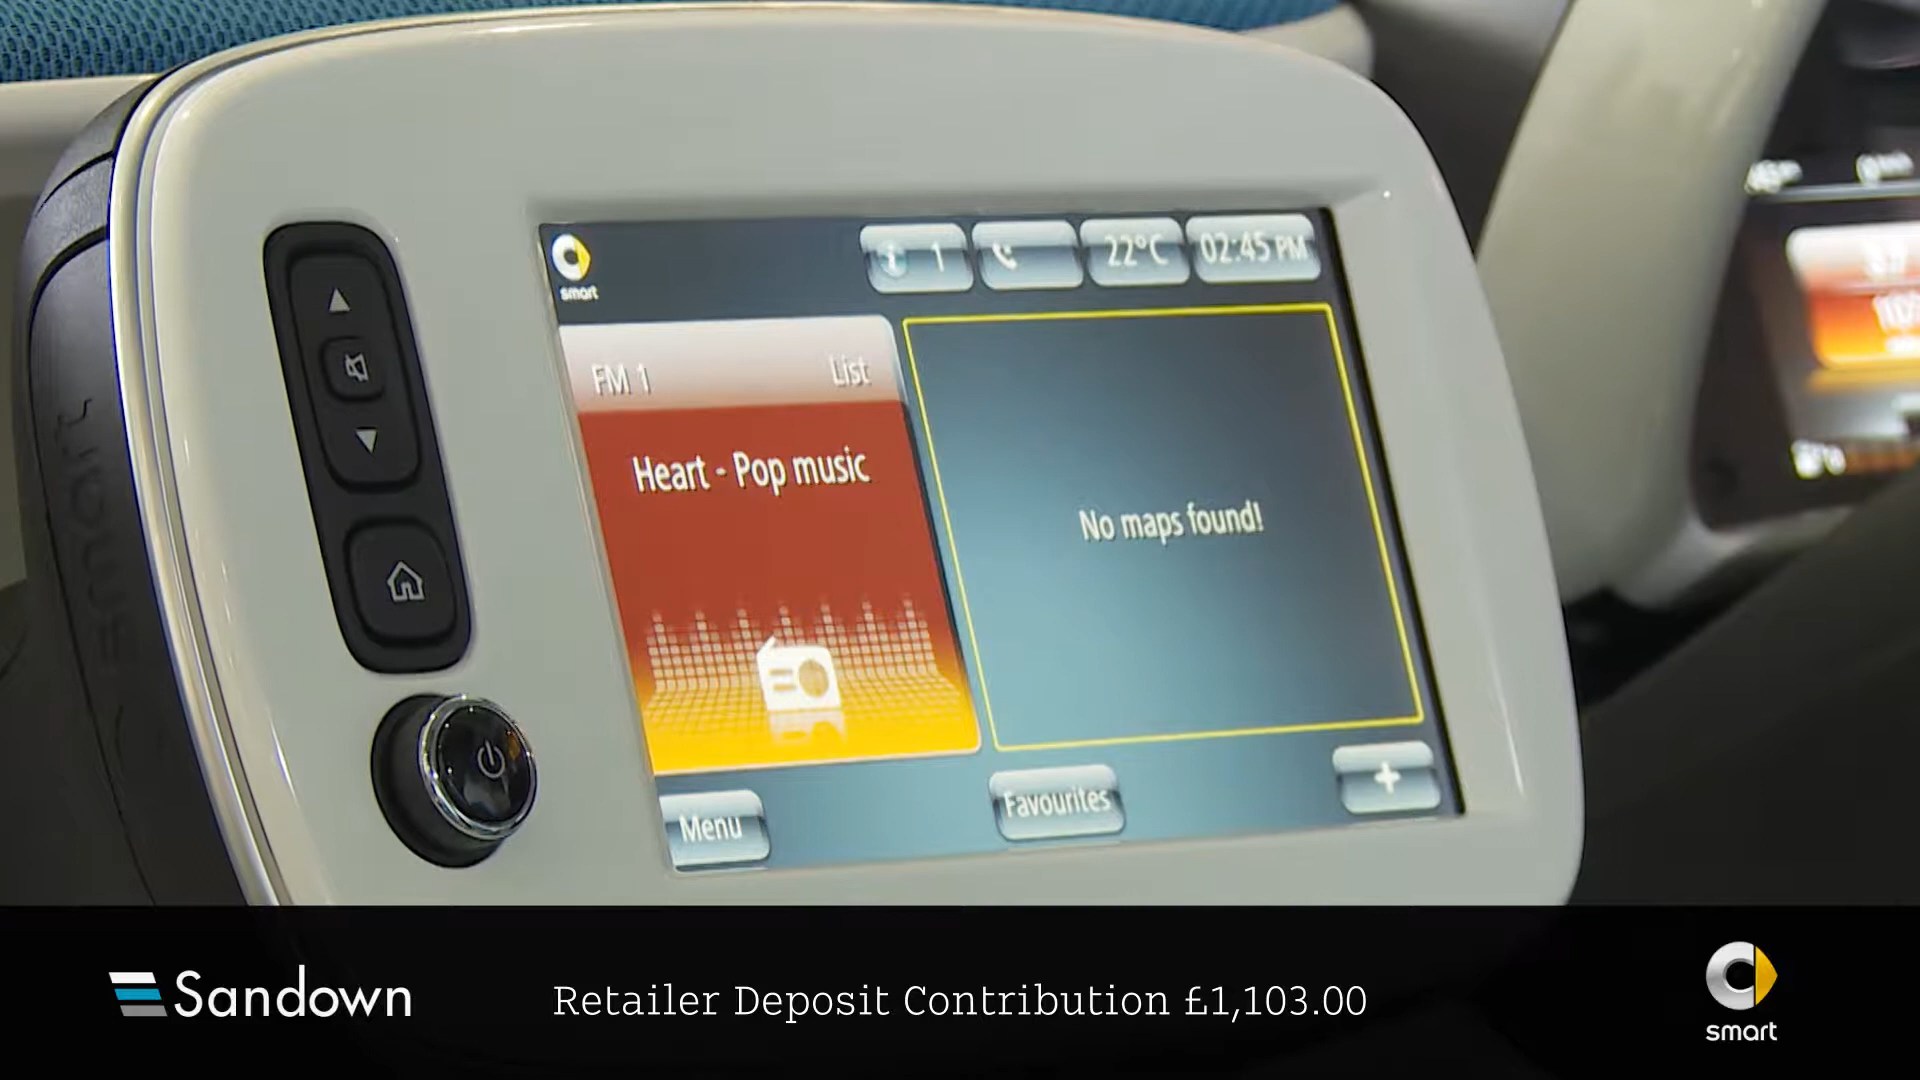 smart
1
22°C
02:45 PM
FM 1
List
Heart - Pop music
No maps found!
Menu
Favourites
+
smart
Sandown
Retailer Deposit Contribution £1,103.00
smart